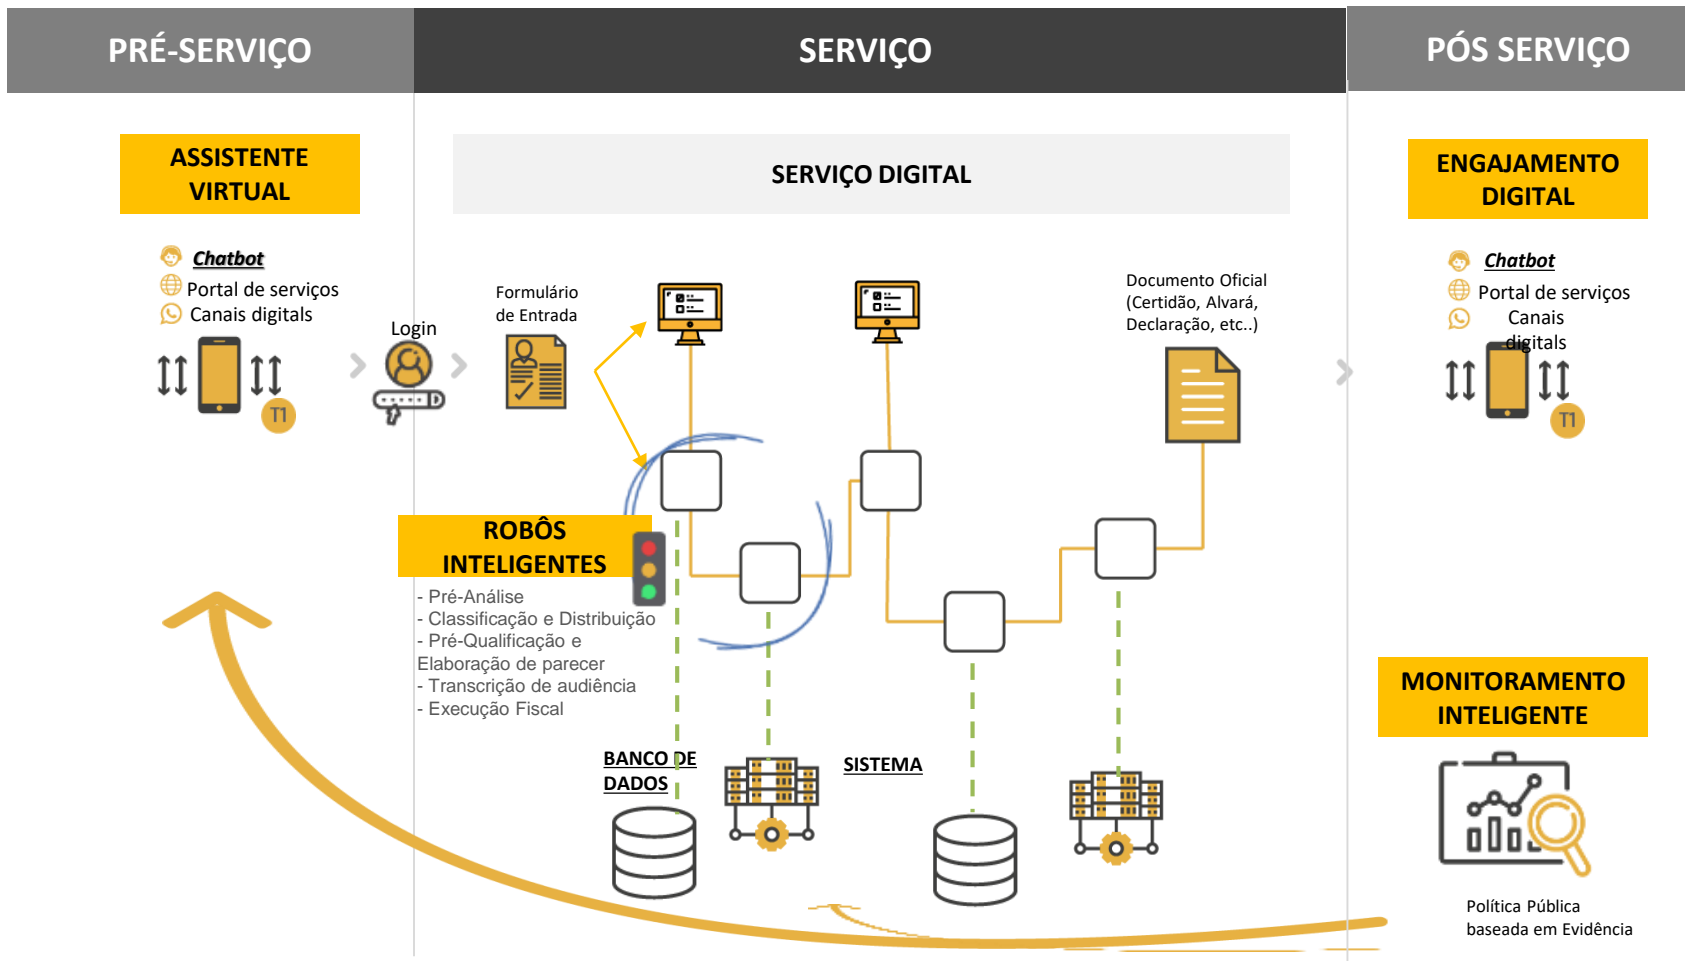 PRÉ-SERVIÇO
SERVIÇO
PÓS SERVIÇO
ASSISTENTE
VIRTUAL
Chatbot
Portal de serviços
Canais digitals
T1
Login
SERVIÇO DIGITAL
Formulário
de Entrada
Documento Oficial
(Certidão, Alvará,
Declaração, etc..)
ROBÔS
INTELIGENTES
- Pré-Análise
- Classificação e Distribuição
- Pré-Qualificação e
Elaboração de parecer
- Transcrição de audiência
- Execução Fiscal
BANCO DE
DADOS
SISTEMA
ENGAJAMENTO
DIGITAL
Chatbot
Portal de serviços
Canais
digitals
T1
MONITORAMENTO
INTELIGENTE
Política Pública
baseada em Evidência